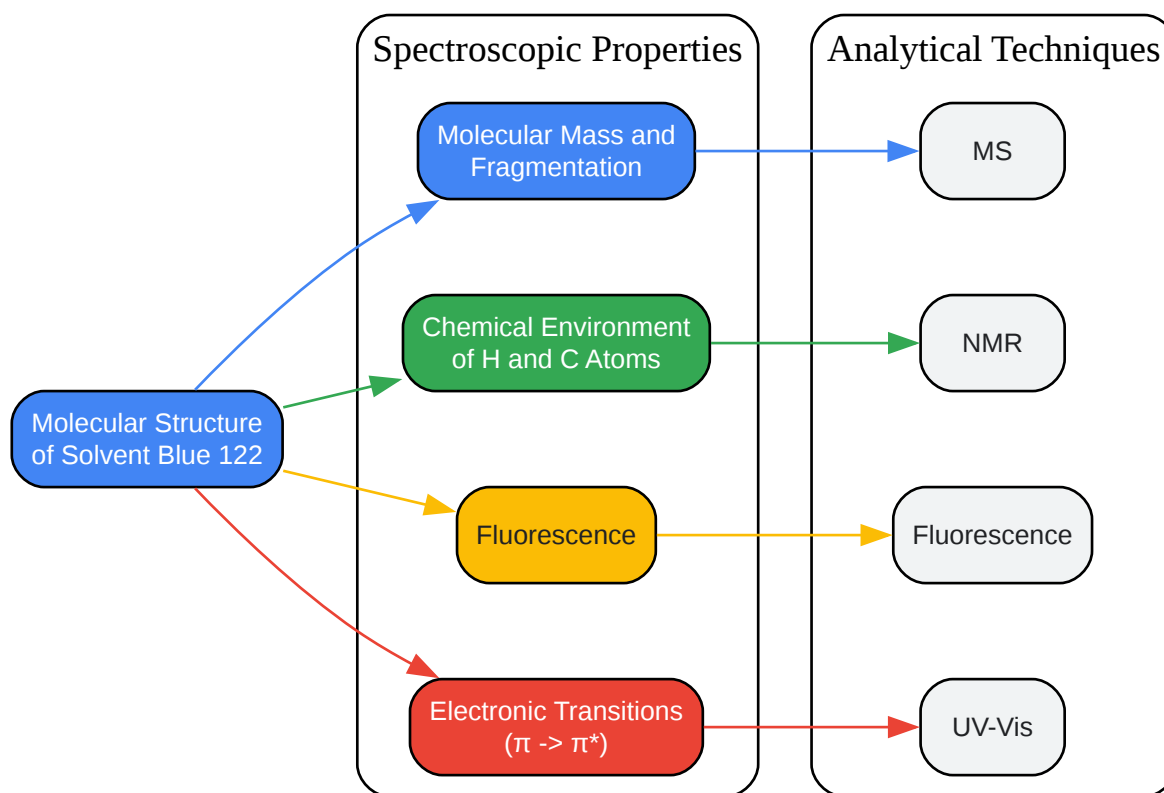 Spectroscopic Properties
Analytical Techniques
Molecular Mass and
Fragmentation
MS
Chemical Environment
of H and C Atoms
NMR
Molecular Structure
of Solvent Blue 122
Fluorescence
Fluorescence
Electronic Transitions
(π -> π*)
UV-Vis